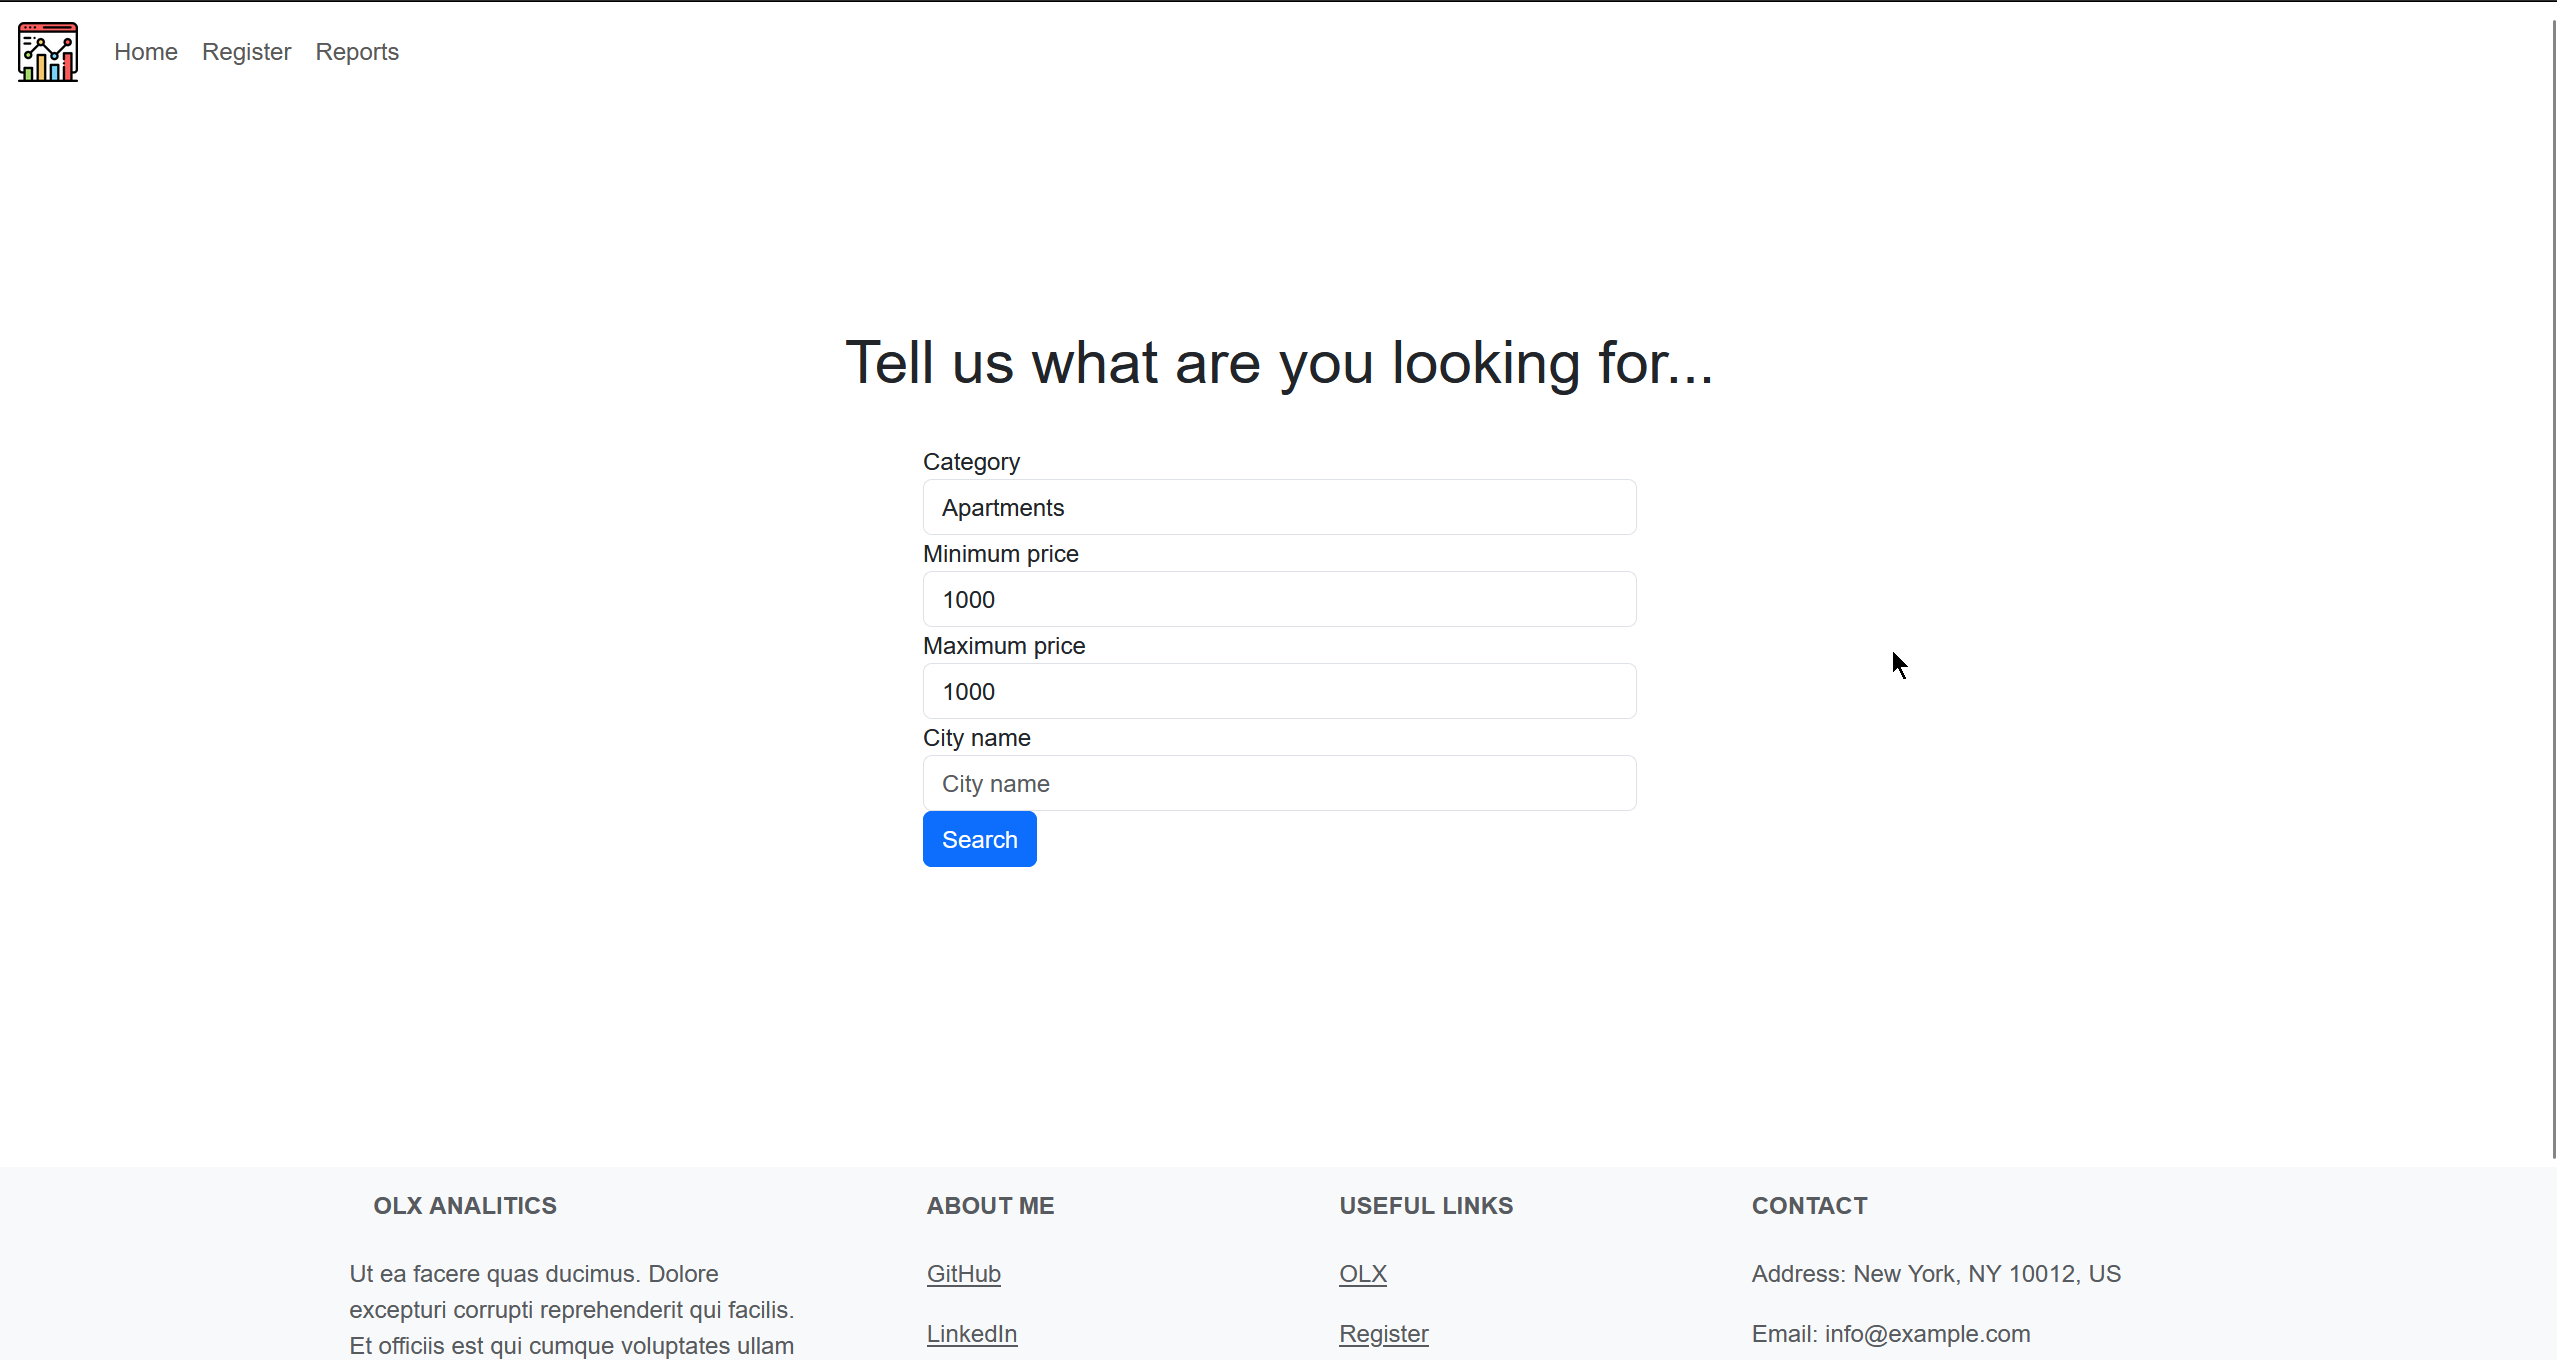 Home Register Reports
Tell us what are you looking for...
Category
Apartments
Minimum price
1000
Maximum price
1000
City name
City name
Search
OLX ANALITICS
Ut ea facere quas ducimus. Dolore
excepturi corrupti reprehenderit qui facilis.
Et officiis est qui cumque voluptates ullam
ABOUT ME
GitHub
LinkedIn
USEFUL LINKS
OLX
Register
CONTACT
Address: New York, NY 10012, US
Email: info@example.com